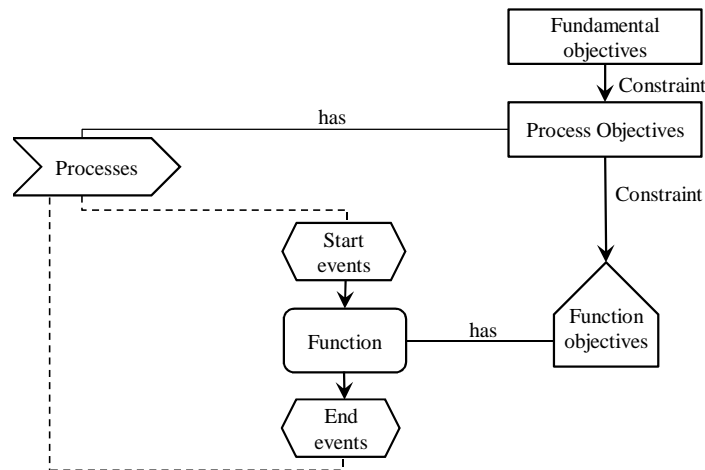 Fundamental
objectives
Constraint
has
Process Objectives
Processes
Constraint
Start
events
Function
objectives
has
Function
End
events